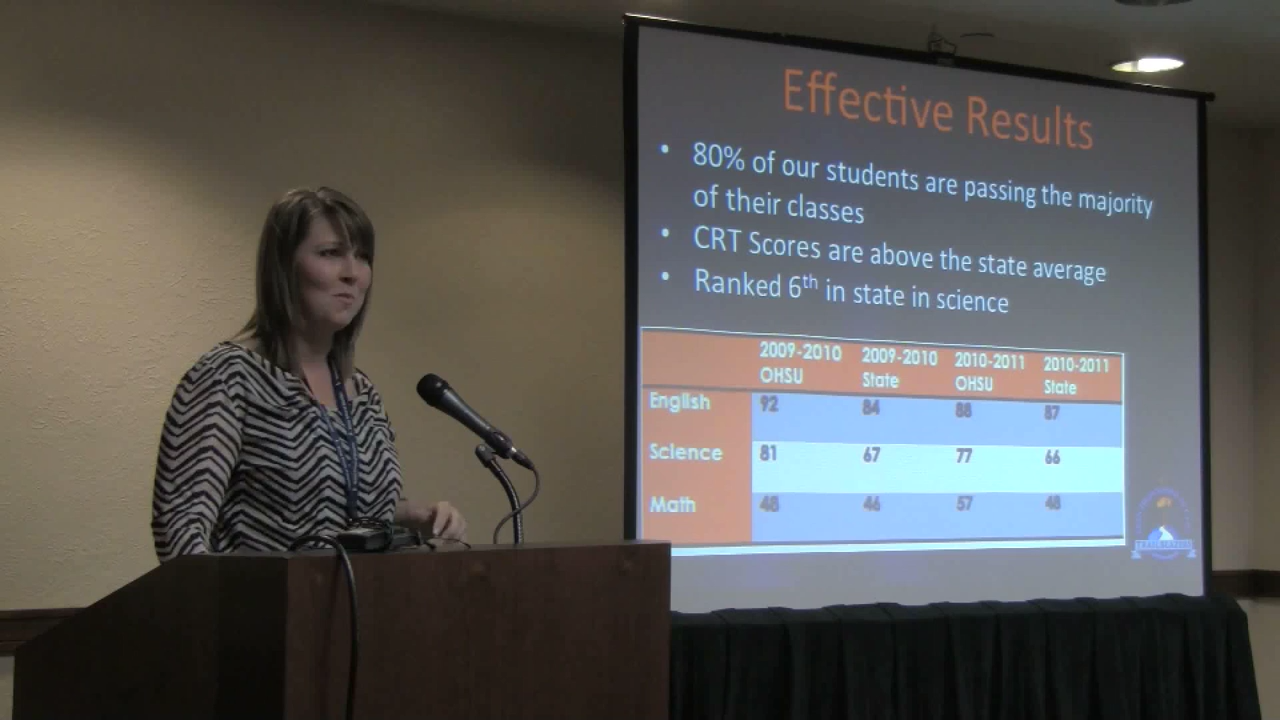 Effective Results
• 80% of our students are passing the majority
of their classes
• CRT Scores are above the state average
• Ranked 6th in state in science
2009-2010 2009-2010 2010-2011 2010-2011
OHSU State OHSU State
English 92 84 88 87
Science 81 67 77 66
Math 48 46 57 48